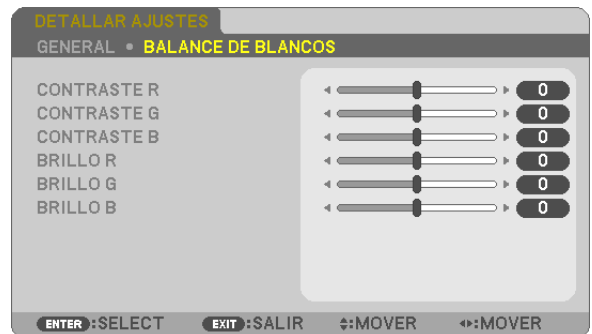 DETALLAR AJUSTES
GENERAL • BALANCE DE BLANCOS
CONTRASTE R 0
CONTRASTE G 0
CONTRASTE B 0
BRILLO R 0
BRILLO G 0
BRILLO B 0
ENTER :SELECT EXIT :SALIR :MOVER :MOVER